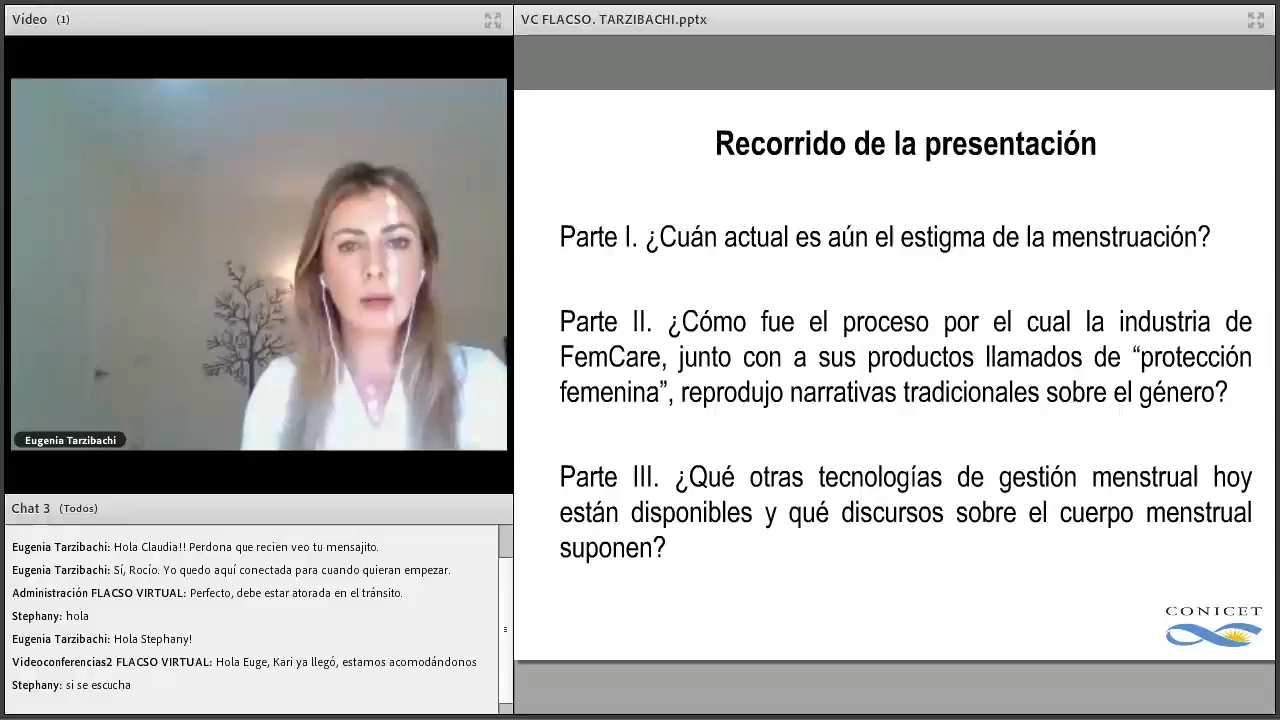 Vídeo (1)
Eugenia Tarzibachi
Chat 3 (Todos)
Eugenia Tarzibachi: Hola Claudia!! Perdona que recien veo tu mensajito.
Eugenia Tarzibachi: Sí, Rocío. Yo quedo aquí conectada para cuando quieran empezar.
Administración FLACSO VIRTUAL: Perfecto, debe estar atorada en el tránsito.
Stephany: hola
Eugenia Tarzibachi: Hola Stephany!
Videoconferencias2 FLACSO VIRTUAL: Hola Euge, Kari ya llegó, estamos acomodándonos
Stephany: si se escucha
VC FLACSO. TARZIBACHI.pptx
Recorrido de la presentación
Parte I. ¿Cuán actual es aún el estigma de la menstruación?
Parte II. ¿Cómo fue el proceso por el cual la industria de
FemCare, junto con a sus productos llamados de “protección
femenina”, reprodujo narrativas tradicionales sobre el género?
Parte III. ¿Qué otras tecnologías de gestión menstrual hoy
están disponibles y qué discursos sobre el cuerpo menstrual
suponen?
CONICET